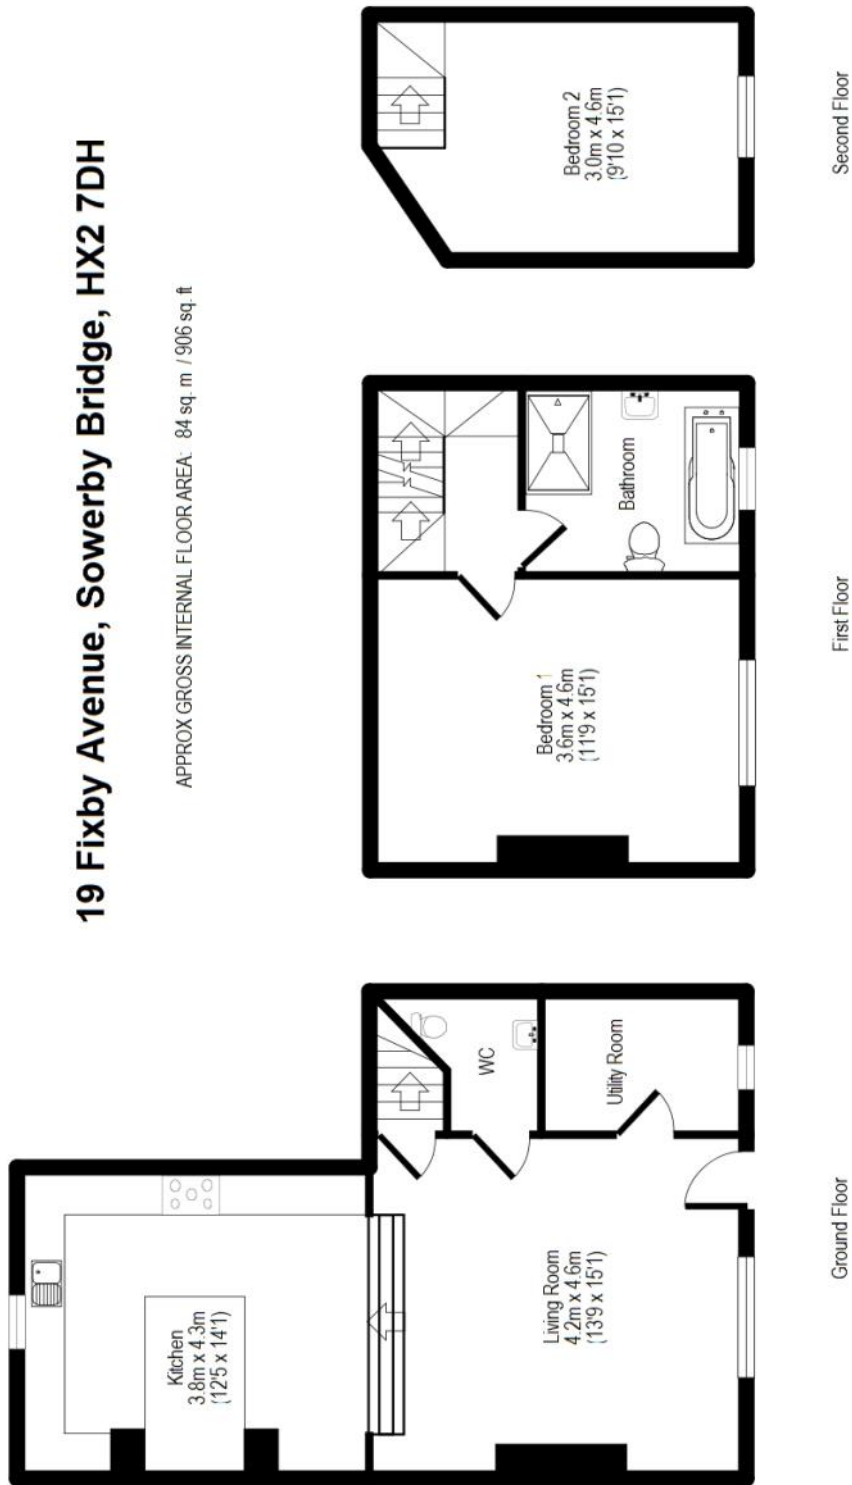 19 Fixby Avenue, Sowerby Bridge, HX2 7DH
APPROX GROSS INTERNAL FLOOR AREA: 84 sq. m / 906 sq. ft
Kitchen
3.8m x 4.3m
(12'5 x 14'1)
Living Room
4.2m x 4.6m
(13'9 x 15'1)
WC
Utility Room
Ground Floor
Bedroom 1
3.6m x 4.6m
(11'9 x 15'1)
Bathroom
First Floor
Bedroom 2
3.0m x 4.6m
(9'10 x 15'1)
Second Floor